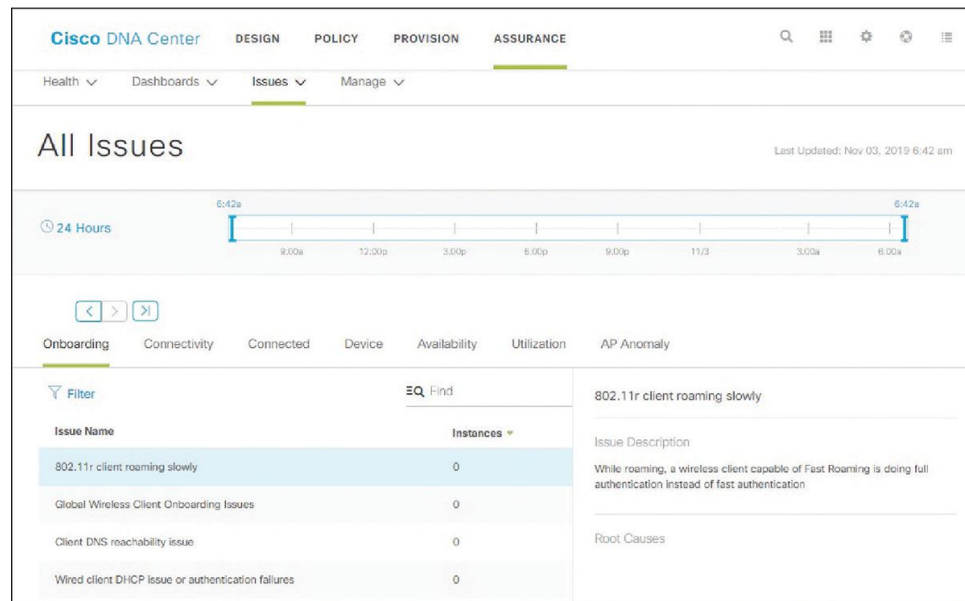 Cisco DNA Center DESIGN POLICY PROVISION ASSURANCE
Health Dashboards Issues Manage
All Issues
Last Updated: Nov 03, 2019 6:42 am
6:42a 6:42a
24 Hours
9:00a 12:00p 3:00p 6:00p 9:00p 11/3 3:00a 6:00a
Onboarding Connectivity Connected Device Availability Utilization AP Anomaly
Filter
Find
Issue Name Instances
802.11r client roaming slowly 0
Global Wireless Client Onboarding Issues 0
Client DNS reachability issue 0
Wired client DHCP issue or authentication failures 0
802.11r client roaming slowly
Issue Description
While roaming, a wireless client capable of Fast Roaming is doing full
authentication instead of fast authentication
Root Causes